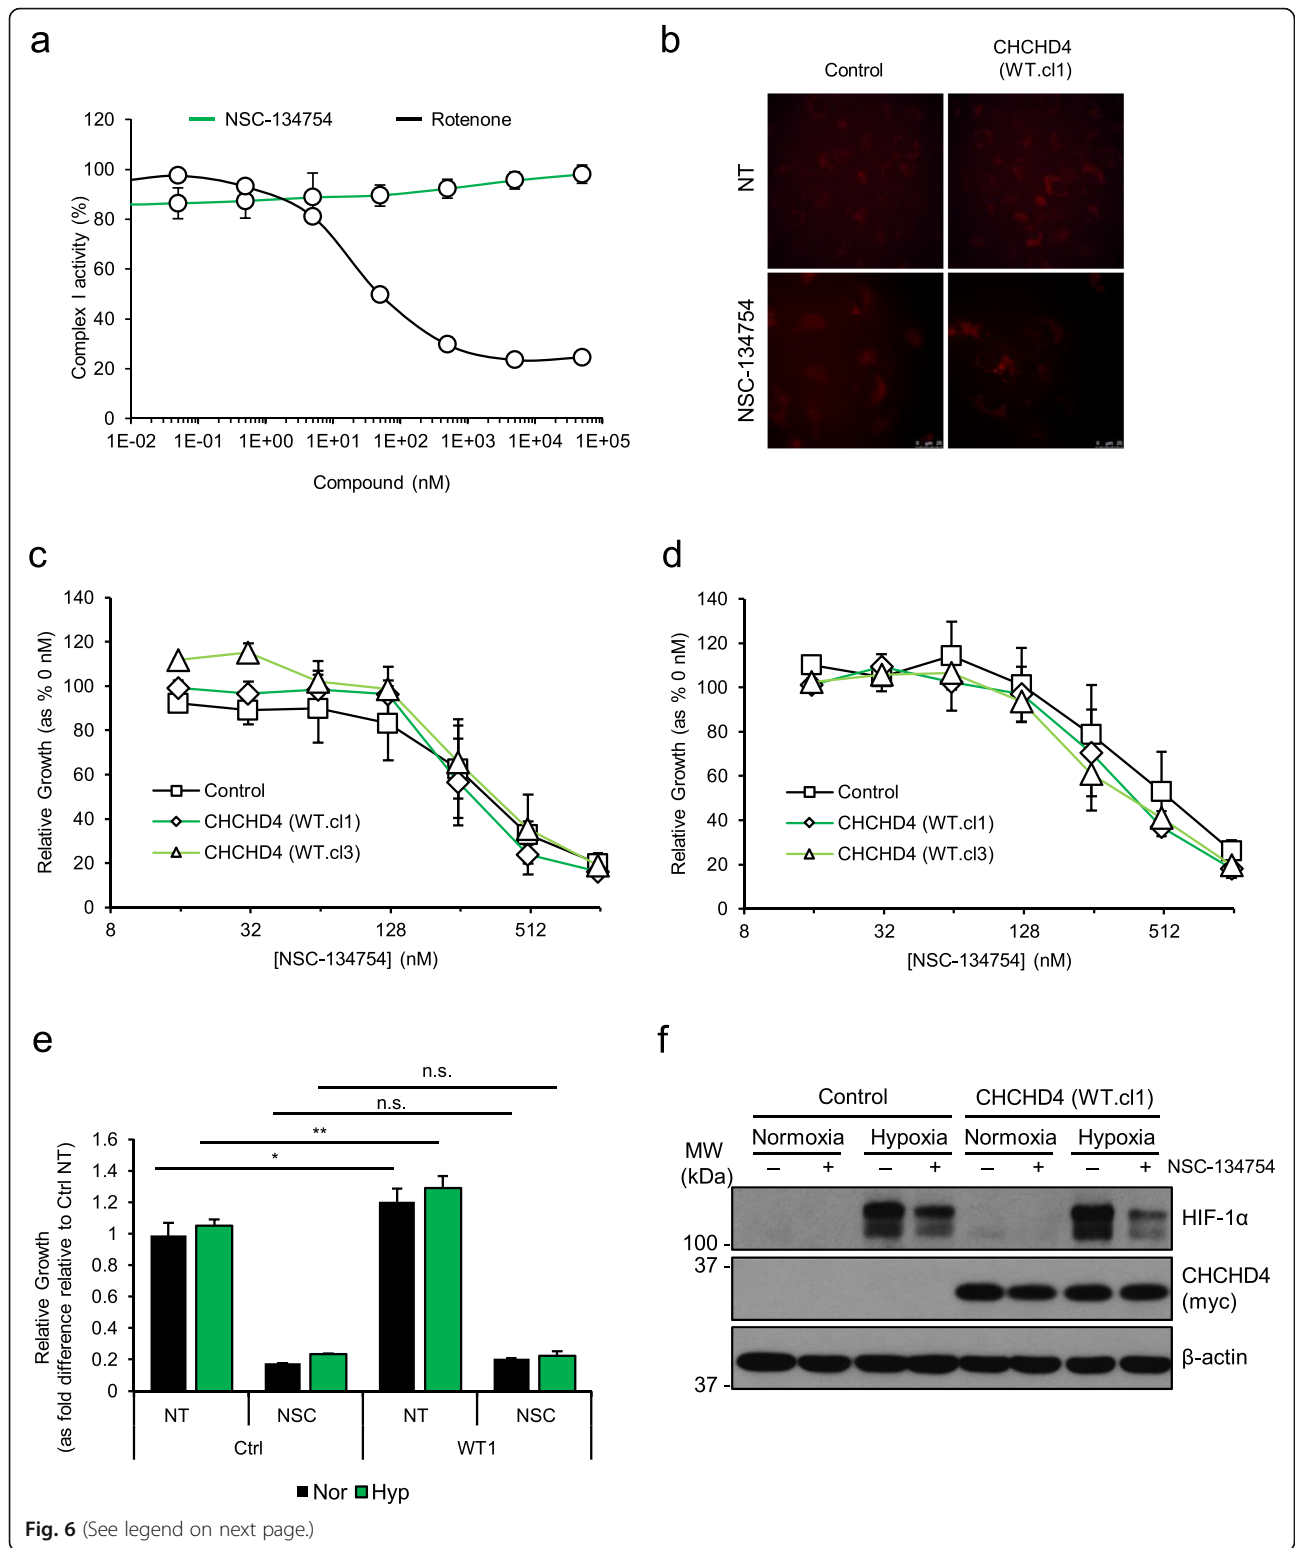 a
NSC-134754
Rotenone
120
100
80
60
40
20
0
Complex I activity (%)
1E-02 1E-01 1E+00 1E+01 1E+02 1E+03 1E+04 1E+05
Compound (nM)
b
Control
CHCHD4
(WT.cl1)
NT
NSC-134754
c
140
120
100
80
60
40
20
0
Relative Growth (as % 0 nM)
Control
CHCHD4 (WT.cl1)
CHCHD4 (WT.cl3)
8 32 128 512
[NSC-134754] (nM)
d
140
120
100
80
60
40
20
0
Relative Growth (as % 0 nM)
Control
CHCHD4 (WT.cl1)
CHCHD4 (WT.cl3)
8 32 128 512
[NSC-134754] (nM)
e
n.s.
n.s.
**
*
1.6
1.4
1.2
1
0.8
0.6
0.4
0.2
0
Relative Growth
(as fold difference relative to Ctrl NT)
NT NSC NT NSC
Ctrl WT1
Nor Hyp
f
Control CHCHD4 (WT.cl1)
Normoxia Hypoxia Normoxia Hypoxia
MW
(kDa)
– + – + – + – + NSC-134754
HIF-1α
100 -
37 -
CHCHD4
(myc)
β-actin
37 -
Fig. 6 (See legend on next page.)